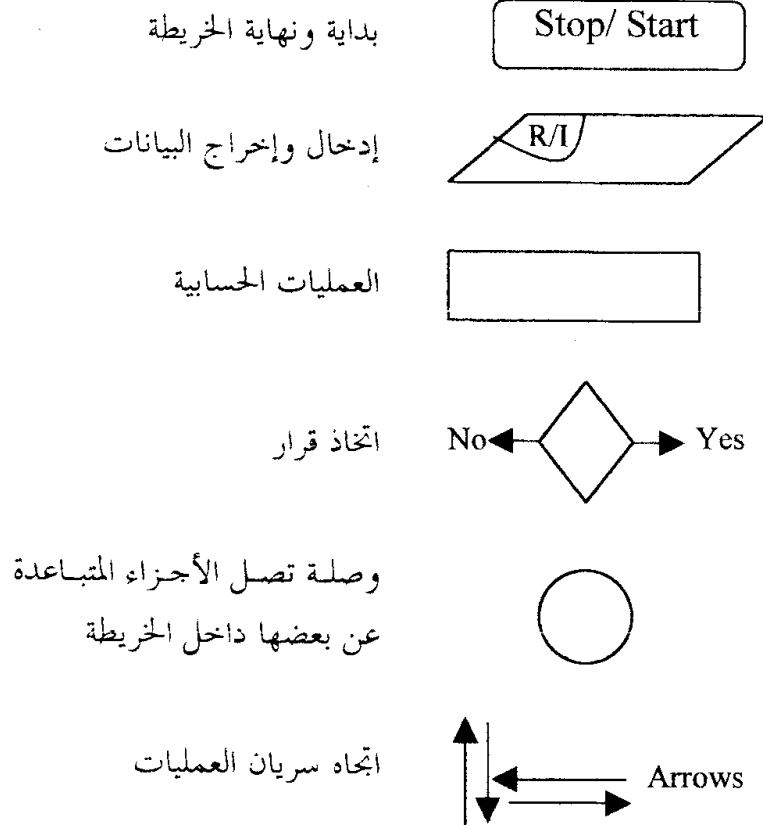 بداية ونهاية الخريطة
Stop/ Start
إدخال وإخراج البيانات
R/I
العمليات الحسابية
اتخاذ قرار
No
Yes
وصلة تصل الأجزاء المتباعدة
عن بعضها داخل الخريطة
اتجاه سريان العمليات
Arrows